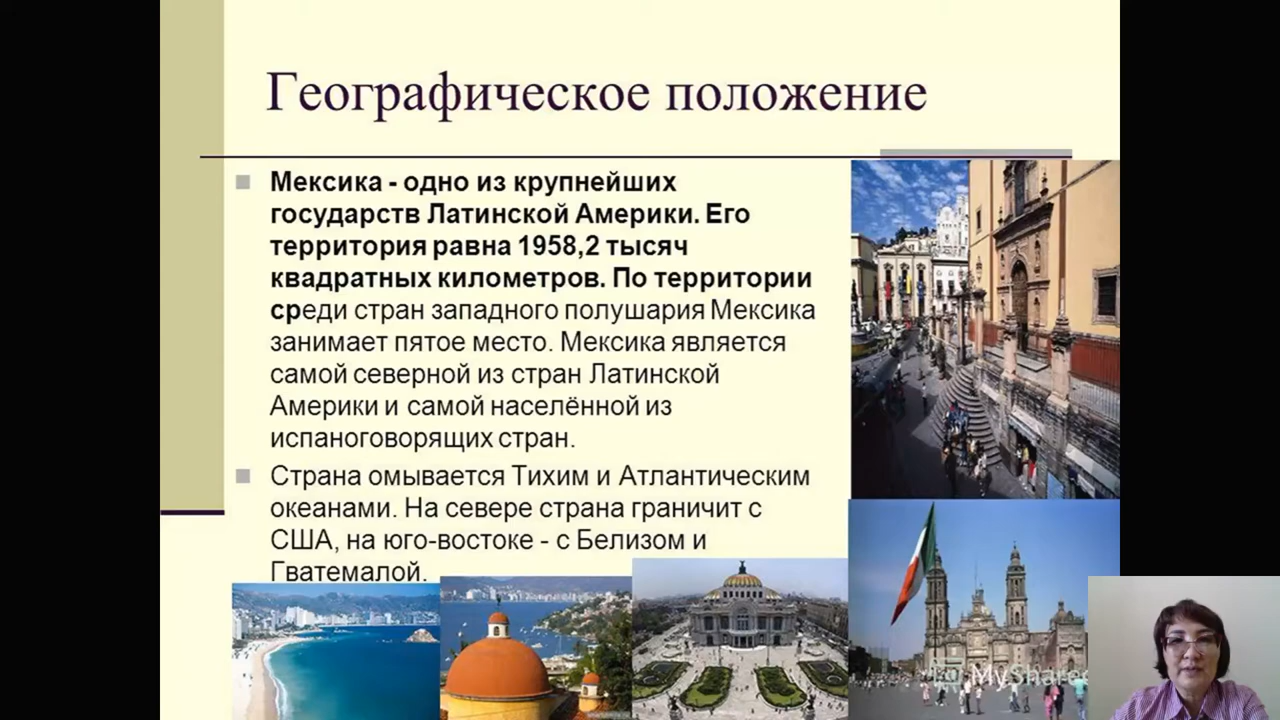 Географическое положение
Мексика - одно из крупнейших
государств Латинской Америки. Его
территория равна 1958,2 тысяч
квадратных километров. По территории
среди стран западного полушария Мексика
занимает пятое место. Мексика является
самой северной из стран Латинской
Америки и самой населённой из
испаноговорящих стран.
Страна омывается Тихим и Атлантическим
океанами. На севере страна граничит с
США, на юго-востоке - с Белизом и
Гватемалой.
MyShare